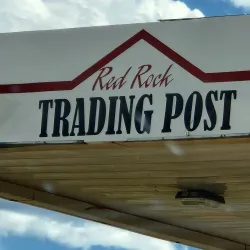 Red Rock
TRADING POST